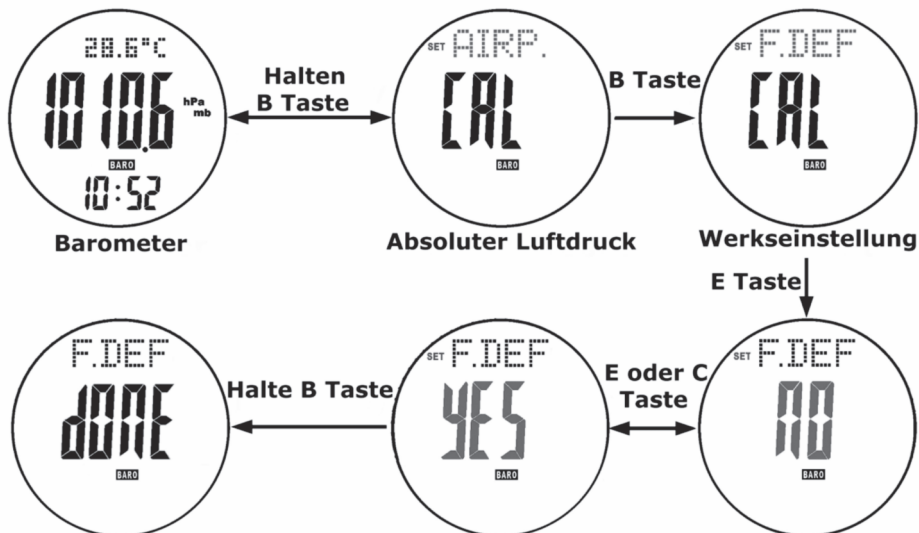 28.6°C
1010.6 hPa
mb
BARO
10:52
Barometer
Halten
B Taste
SET AIRP.
CAL
BARO
Absoluter Luftdruck
B Taste
SET F.DEF
CAL
BARO
Werkseinstellung
E Taste
SET F.DEF
NO
BARO
E oder C
Taste
SET F.DEF
YES
BARO
Halte B Taste
F.DEF
dONE
BARO